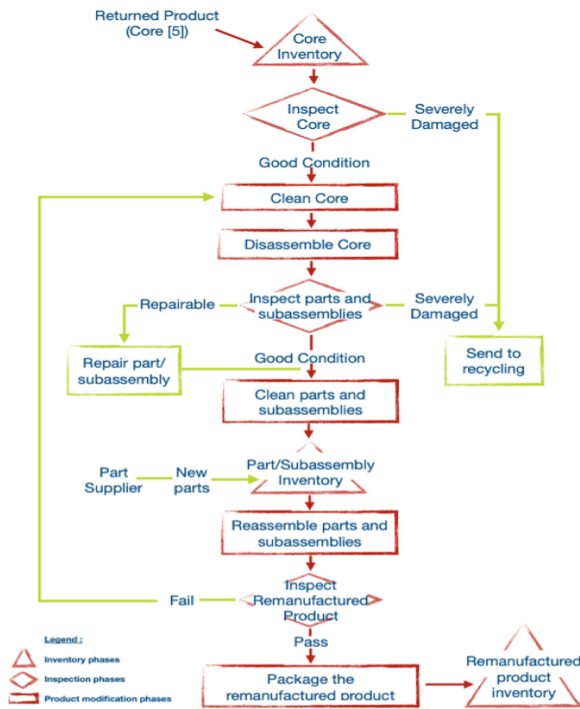 Returned Product
(Core [5])
Core
Inventory
Inspect
Core
Severely
Damaged
Good Condition
Clean Core
Disassemble Core
Repairable
Inspect parts and
subassemblies
Severely
Damaged
Repair part/
subassembly
Good Condition
Send to
recycling
Clean parts and
subassemblies
Part
Supplier
New
parts
Part/Subassembly
Inventory
Reassemble parts and
subassemblies
Fail
Inspect
Remanufactured
Product
Pass
Legend :
Inventory phases
Inspection phases
Product modification phases
Package the
remanufactured product
Remanufactured
product
inventory